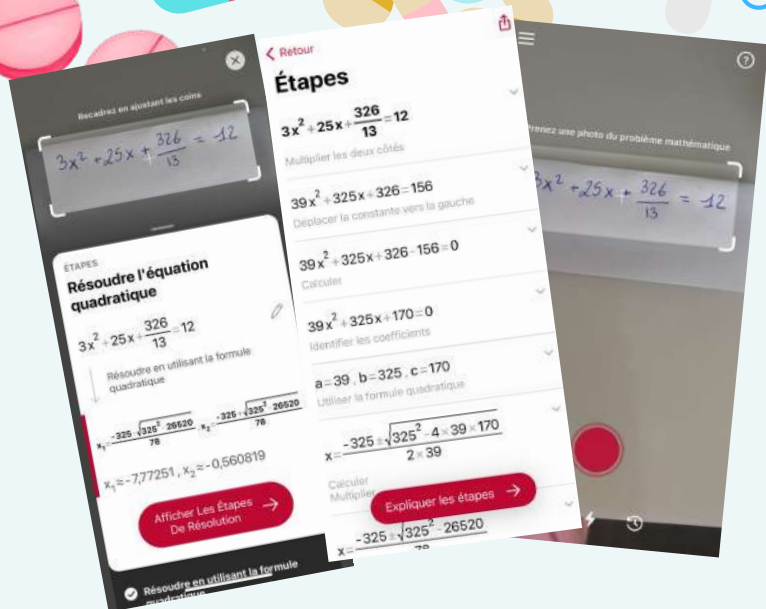 Recadrez en ajustant les coins
3x² + 25x + 326/13 = 12
ÉTAPES
Résoudre l'équation
quadratique
3x²+25x+326/13=12
Résoudre en utilisant la formule
quadratique
x₁=(-325-√(325²-26520))/78 x₂=(-325+√(325²-26520))/78
x₁≈-7,77251 , x₂≈-0,560819
Afficher Les Étapes
De Résolution
Résoudre en utilisant la formule
quadratique
Retour
Étapes
3x²+25x+326/13=12
Multiplier les deux côtés
39x²+325x+326=156
Déplacer la constante vers la gauche
39x²+325x+326-156=0
Calculer
39x²+325x+170=0
Identifier les coefficients
a=39 , b=325 , c=170
Utiliser la formule quadratique
x=(-325±√(325²-4×39×170))/(2×39)
Calculer
Multiplier
Expliquer les étapes
x=(-325±√(325²-26520))/78
?
Prenez une photo du problème mathématique
3x² + 25x + 326/13 = 12